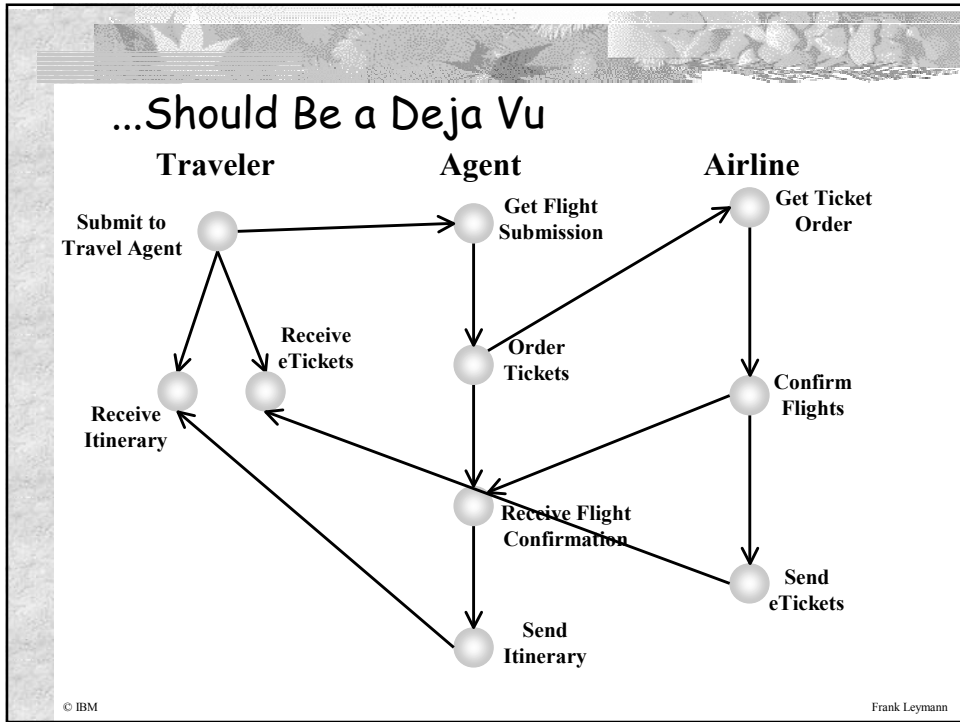 ...Should Be a Deja Vu
Traveler
Agent
Airline
Submit to
Travel Agent
Get Flight
Submission
Get Ticket
Order
Receive
eTickets
Order
Tickets
Confirm
Flights
Receive
Itinerary
Receive Flight
Confirmation
Send
eTickets
Send
Itinerary
© IBM
Frank Leymann